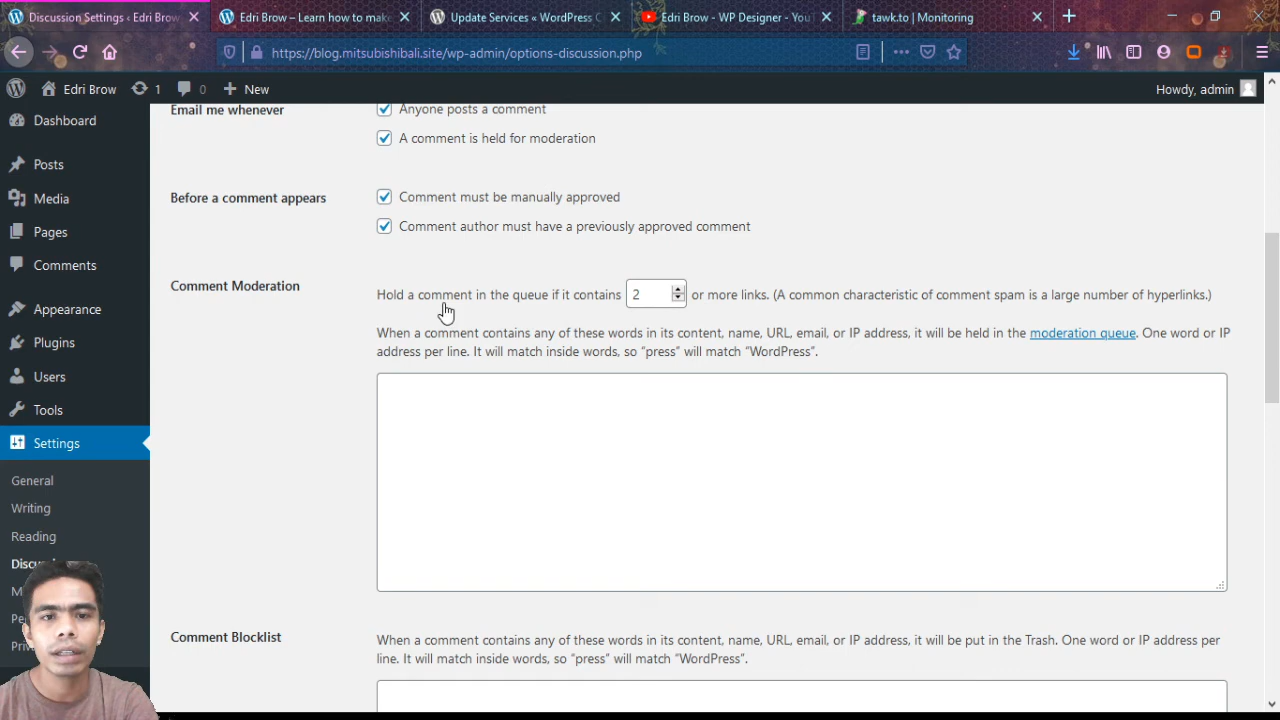 Discussion Settings ‹ Edri Brow
Edri Brow – Learn how to make
Update Services « WordPress C
Edri Brow - WP Designer - You
tawk.to | Monitoring
https://blog.mitsubishibali.site/wp-admin/options-discussion.php
Edri Brow
1
0
New
Howdy, admin
Dashboard
Posts
Media
Pages
Comments
Appearance
Plugins
Users
Tools
Settings
General
Writing
Reading
Email me whenever
Anyone posts a comment
A comment is held for moderation
Before a comment appears
Comment must be manually approved
Comment author must have a previously approved comment
Comment Moderation
Hold a comment in the queue if it contains 2 or more links. (A common characteristic of comment spam is a large number of hyperlinks.)
When a comment contains any of these words in its content, name, URL, email, or IP address, it will be held in the moderation queue. One word or IP
address per line. It will match inside words, so “press” will match “WordPress”.
Comment Blocklist
When a comment contains any of these words in its content, name, URL, email, or IP address, it will be put in the Trash. One word or IP address per
line. It will match inside words, so “press” will match “WordPress”.